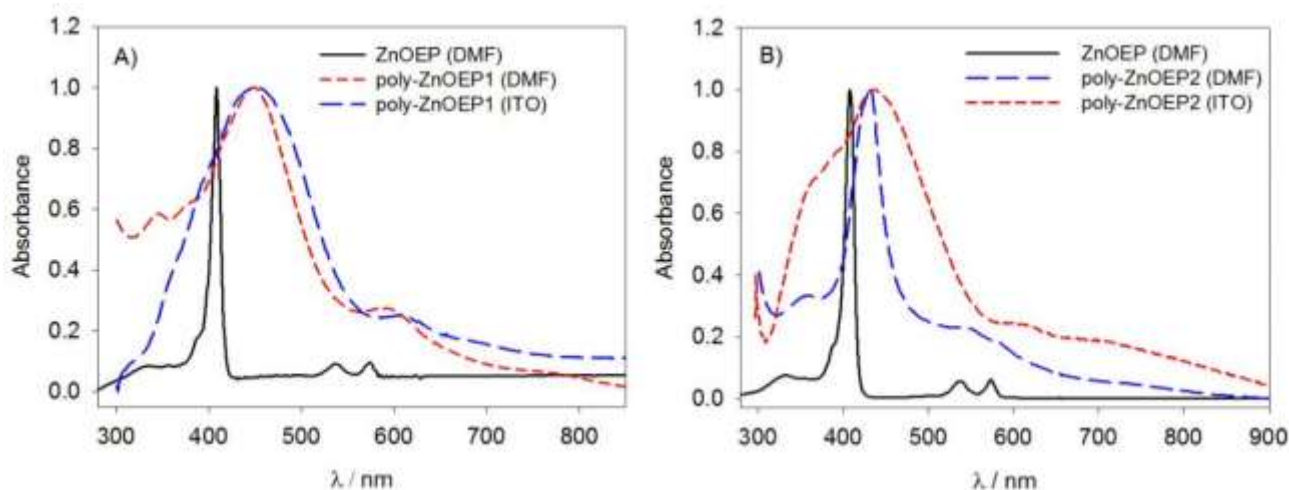 A)
ZnOEP (DMF)
poly-ZnOEP1 (DMF)
poly-ZnOEP1 (ITO)
Absorbance
1.2
1.0
0.8
0.6
0.4
0.2
0.0
300 400 500 600 700 800
λ / nm
B)
ZnOEP (DMF)
poly-ZnOEP2 (DMF)
poly-ZnOEP2 (ITO)
Absorbance
1.2
1.0
0.8
0.6
0.4
0.2
0.0
300 400 500 600 700 800 900
λ / nm